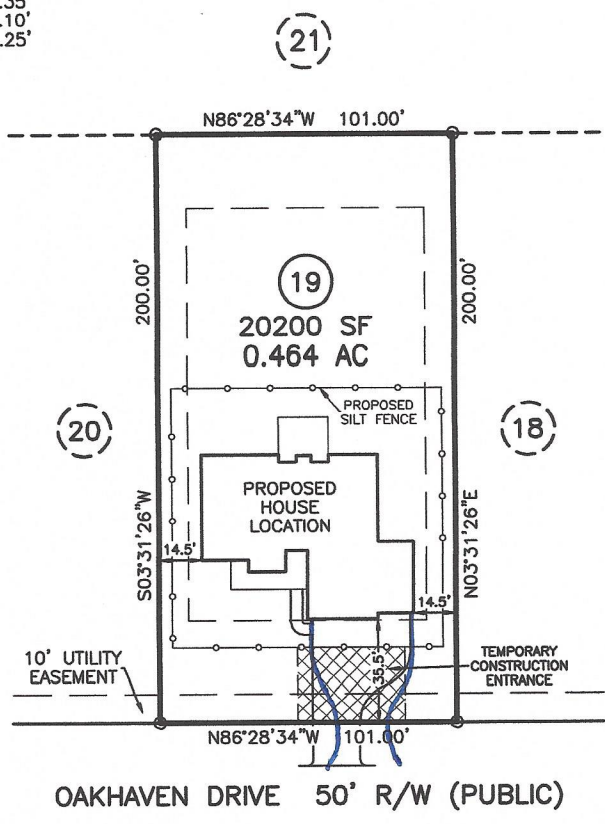 .35'
.10'
.25'
21
N86°28'34"W 101.00'
200.00'
200.00'
19
20200 SF
0.464 AC
PROPOSED
SILT FENCE
20
18
PROPOSED
HOUSE
LOCATION
S03°31'26"W
N03°31'26"E
14.5'
14.5'
35.5'
10' UTILITY
EASEMENT
TEMPORARY
CONSTRUCTION
ENTRANCE
N86°28'34"W 101.00'
OAKHAVEN DRIVE 50' R/W (PUBLIC)